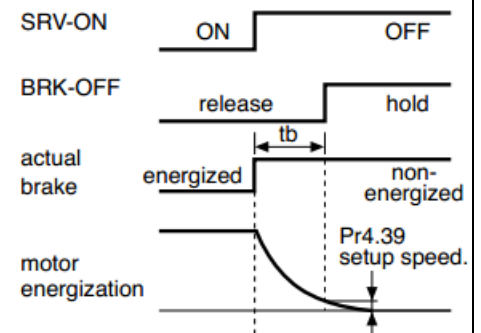 SRV-ON
ON
OFF
BRK-OFF
release
hold
tb
actual
brake
energized
non-
energized
Pr4.39
setup speed.
motor
energization